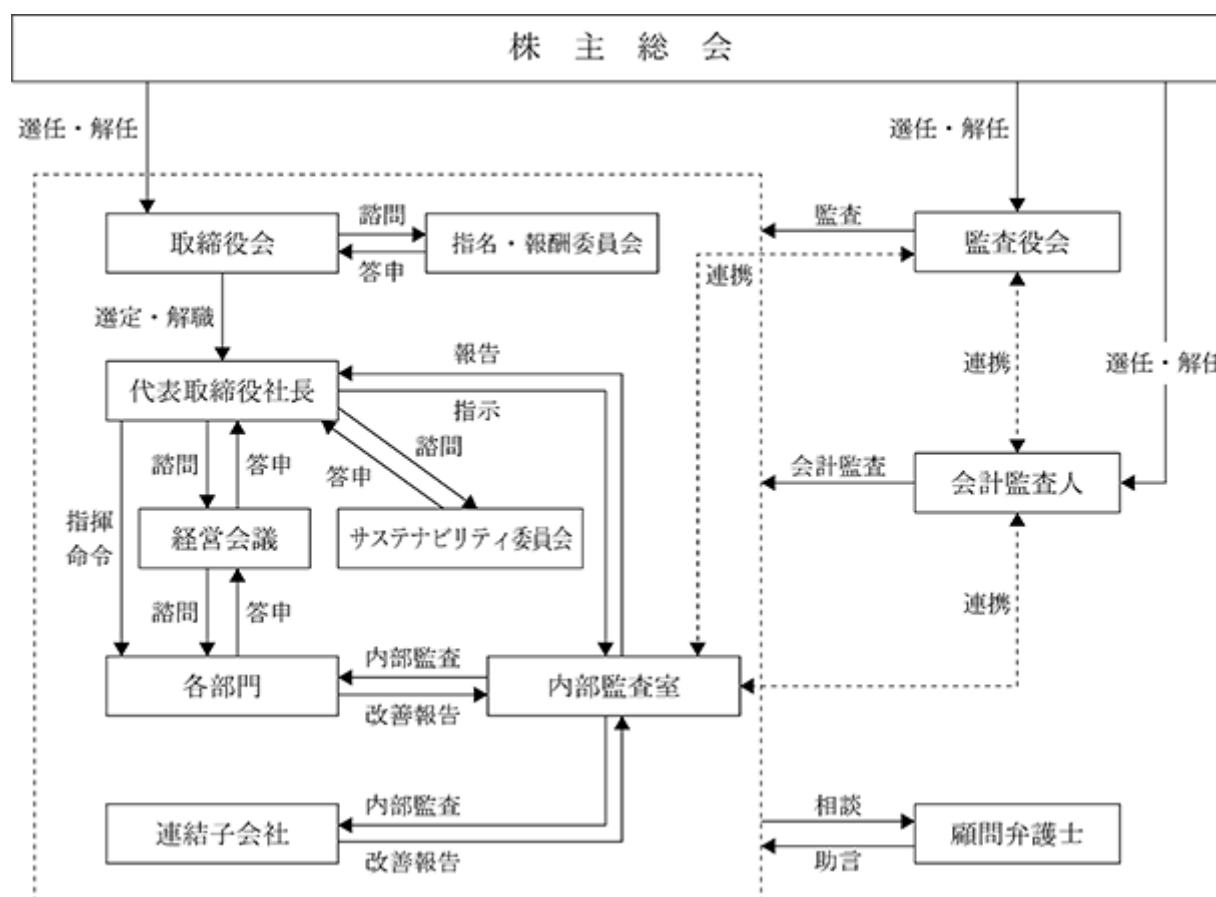 株主総会
選任・解任
選任・解任
取締役会
諮問
答申
指名・報酬委員会
監査
連携
監査役会
選定・解職
代表取締役社長
報告
指示
連携
選任・解任
諮問
答申
諮問
答申
会計監査
会計監査人
指揮
命令
経営会議
サステナビリティ委員会
諮問
答申
連携
各部門
内部監査
改善報告
内部監査室
連結子会社
内部監査
改善報告
相談
助言
顧問弁護士